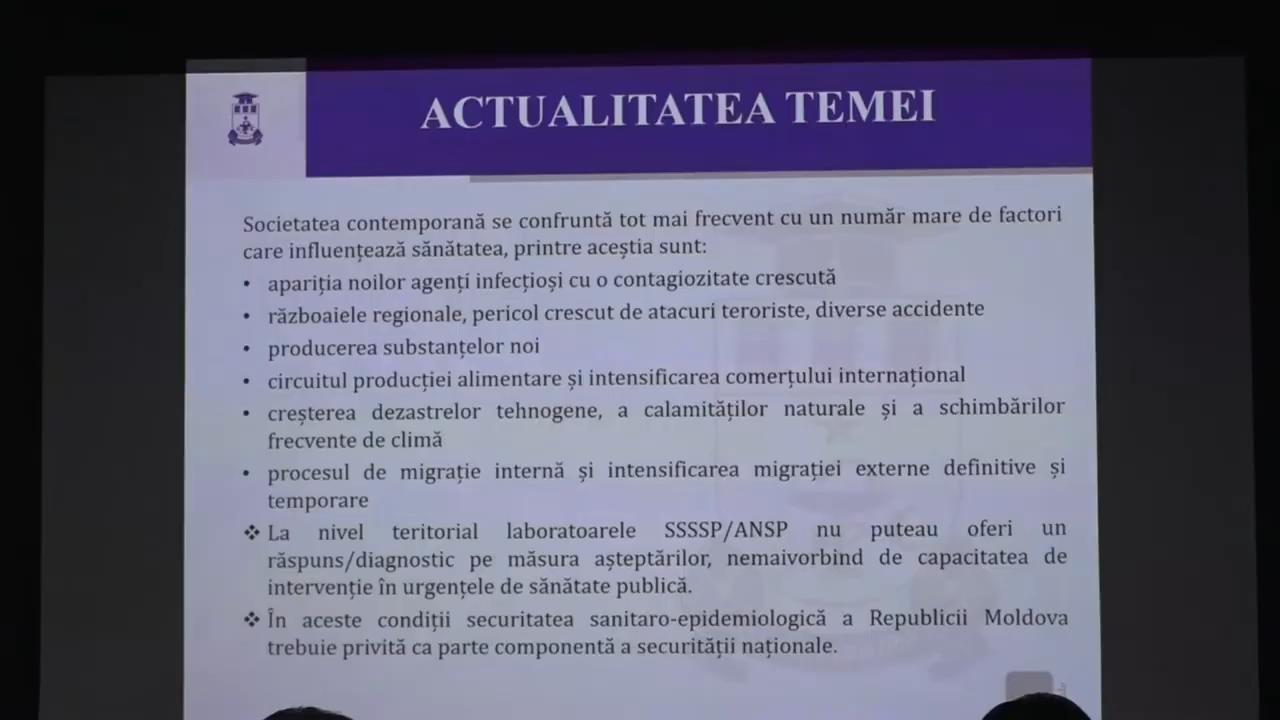 ACTUALITATEA TEMEI
Societatea contemporană se confruntă tot mai frecvent cu un număr mare de factori
care influențează sănătatea, printre aceștia sunt:
• apariția noilor agenți infecțioși cu o contagiozitate crescută
• războaiele regionale, pericol crescut de atacuri teroriste, diverse accidente
• producerea substanțelor noi
• circuitul producției alimentare și intensificarea comerțului internațional
• creșterea dezastrelor tehnogene, a calamităților naturale și a schimbărilor
frecvente de climă
• procesul de migrație internă și intensificarea migrației externe definitive și
temporare
❖ La nivel teritorial laboratoarele SSSSP/ANSP nu puteau oferi un
răspuns/diagnostic pe măsura așteptărilor, nemaivorbind de capacitatea de
intervenție în urgențele de sănătate publică.
❖ În aceste condiții securitatea sanitaro-epidemiologică a Republicii Moldova
trebuie privită ca parte componentă a securității naționale.